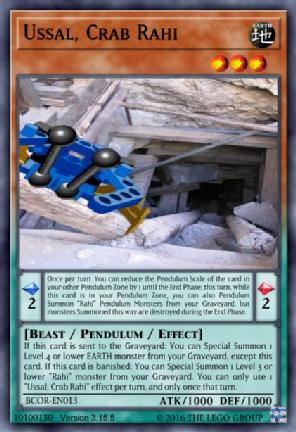 Ussal, Crab Rahi
EARTH
地
Once per turn: You can reduce the Pendulum Scale of the card in
your other Pendulum Zone by 1 until the End Phase; this turn, while
this card is in your Pendulum Zone, you can also Pendulum
Summon "Rahi" Pendulum Monsters from your Graveyard, but
monsters Summoned this way are destroyed during the End Phase.
2
2
[Beast / Pendulum / Effect]
If this card is sent to the Graveyard: You can Special Summon 1
Level 4 or lower EARTH monster from your Graveyard, except this
card. If this card is banished: You can Special Summon 1 Level 3 or
lower "Rahi" monster from your Graveyard. You can only use 1
"Ussal, Crab Rahi" effect per turn, and only once that turn.
BCOR-EN013
ATK/1000 DEF/1000
10100130 Version 3.16.5
©2016 THE LEGO GROUP